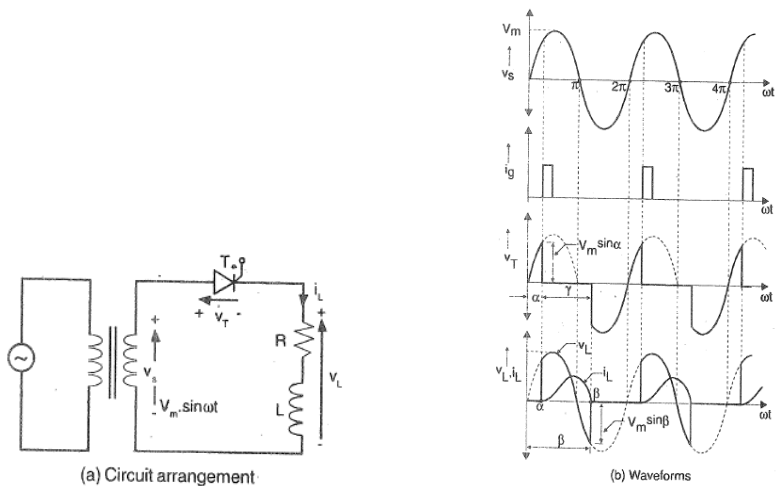 T
+ v_T -
i_L
R
L
+
v_L
-
+
v_s
-
V_m.sinωt
(a) Circuit arrangement
V_m
v_s
π
2π
3π
4π
ωt
i_g
ωt
v_T
V_m sinα
α
γ
ωt
v_L, i_L
v_L
i_L
α
β
V_m sinβ
β
ωt
(b) Waveforms